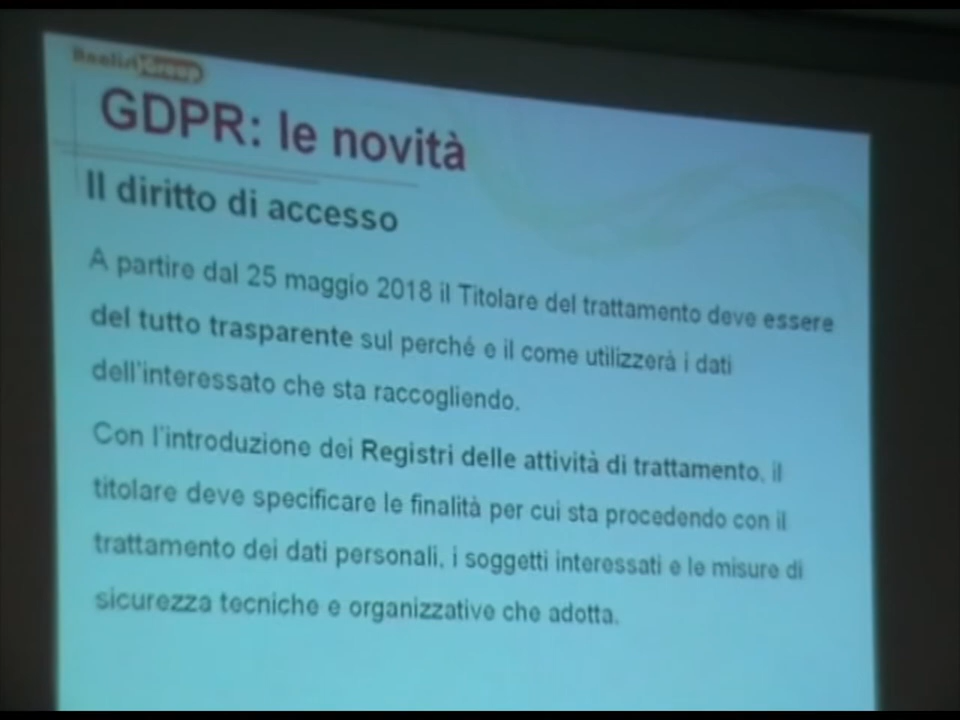 Group
GDPR: le novità
Il diritto di accesso
A partire dal 25 maggio 2018 il Titolare del trattamento deve essere
del tutto trasparente sul perché e il come utilizzerà i dati
dell'interessato che sta raccogliendo.
Con l'introduzione dei Registri delle attività di trattamento, il
titolare deve specificare le finalità per cui sta procedendo con il
trattamento dei dati personali, i soggetti interessati e le misure di
sicurezza tecniche e organizzative che adotta.